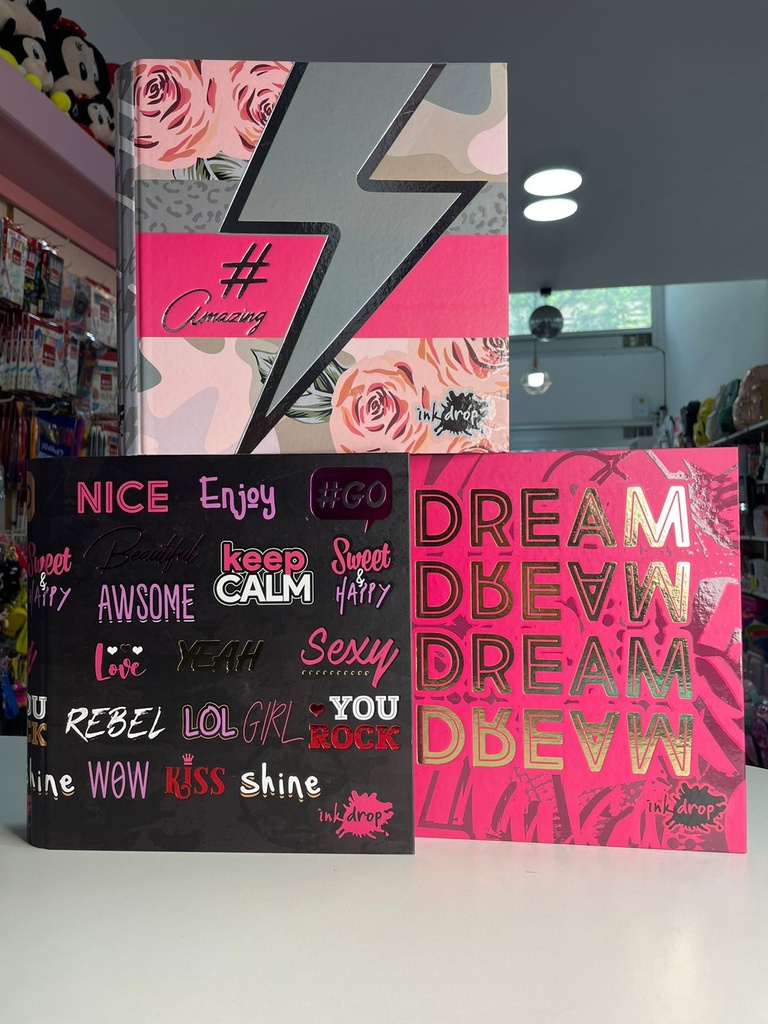 #
Amazing
ink drop
NICE Enjoy #GO
Beautiful keep CALM Sweet & HAPPY
Sweet & HAPPY
AWSOME
Love YEAH Sexy
REBEL LOL GIRL YOU ROCK
shine WOW KISS shine
ink drop
DREAM
DREAM
DREAM
DREAM
ink drop